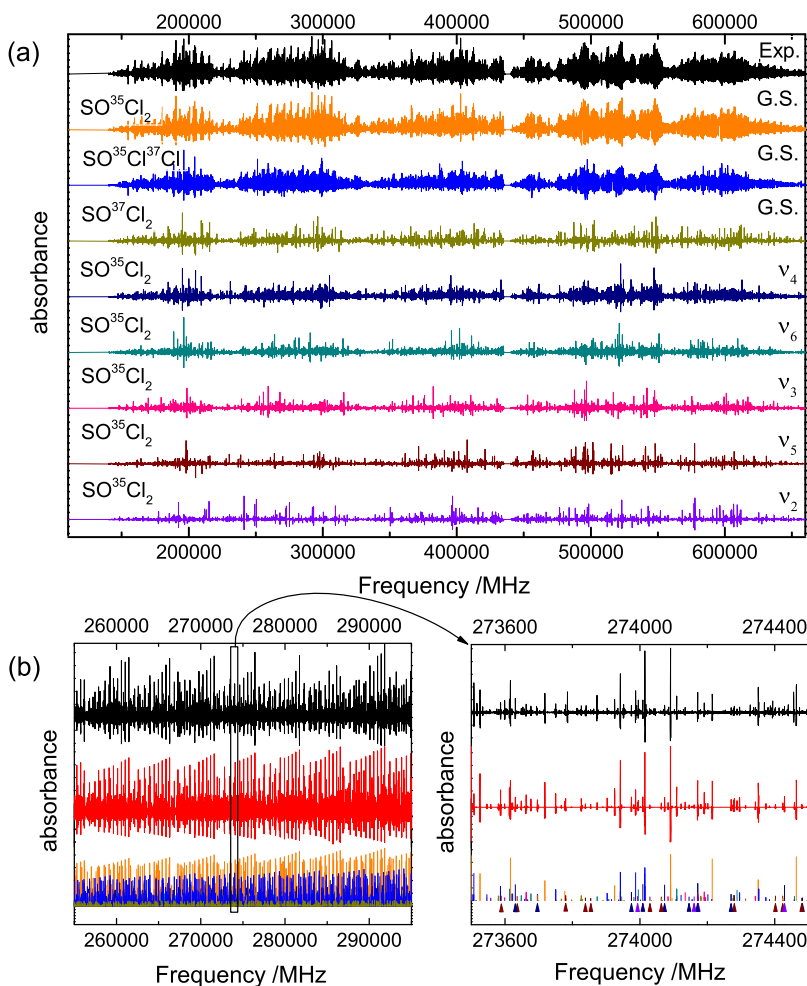 200000 300000 400000 500000 600000
(a)
Exp.
SO³⁵Cl₂ G.S.
SO³⁵Cl³⁷Cl G.S.
SO³⁷Cl₂ G.S.
SO³⁵Cl₂ ν₄
SO³⁵Cl₂ ν₆
SO³⁵Cl₂ ν₃
SO³⁵Cl₂ ν₅
SO³⁵Cl₂ ν₂
absorbance
200000 300000 400000 500000 600000
Frequency /MHz
(b)
260000 270000 280000 290000
absorbance
260000 270000 280000 290000
Frequency /MHz
273600 274000 274400
absorbance
273600 274000 274400
Frequency /MHz